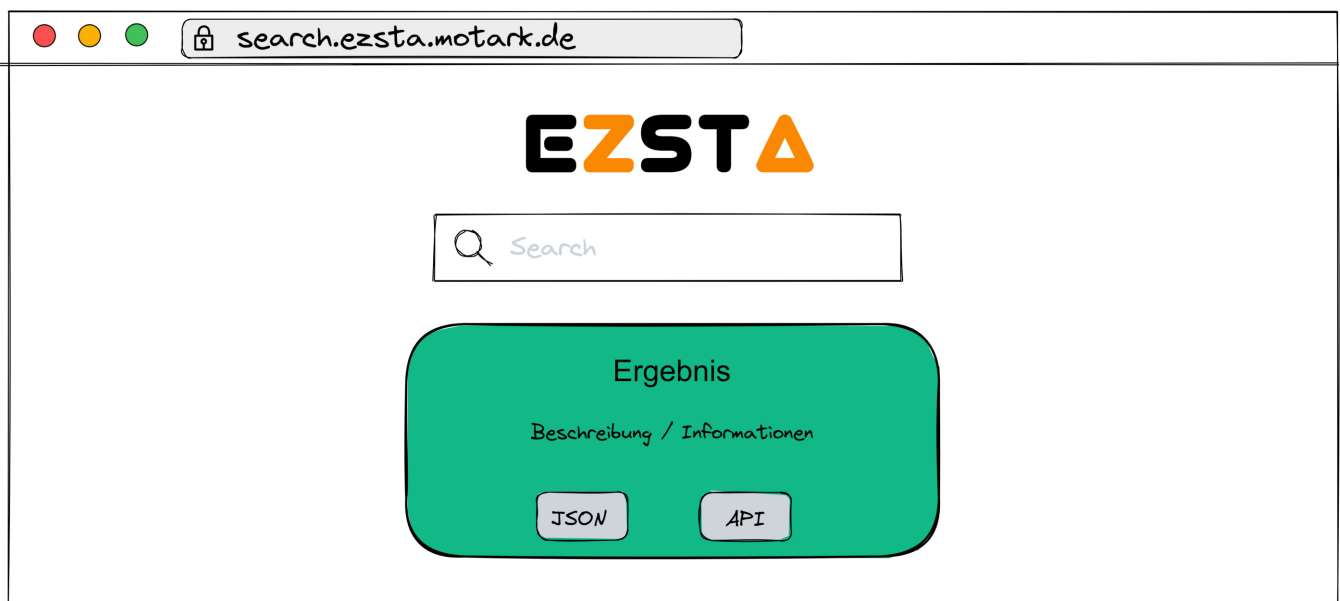 search.ezsta.motark.de
EZSTA
Search
Ergebnis
Beschreibung / Informationen
JSON API